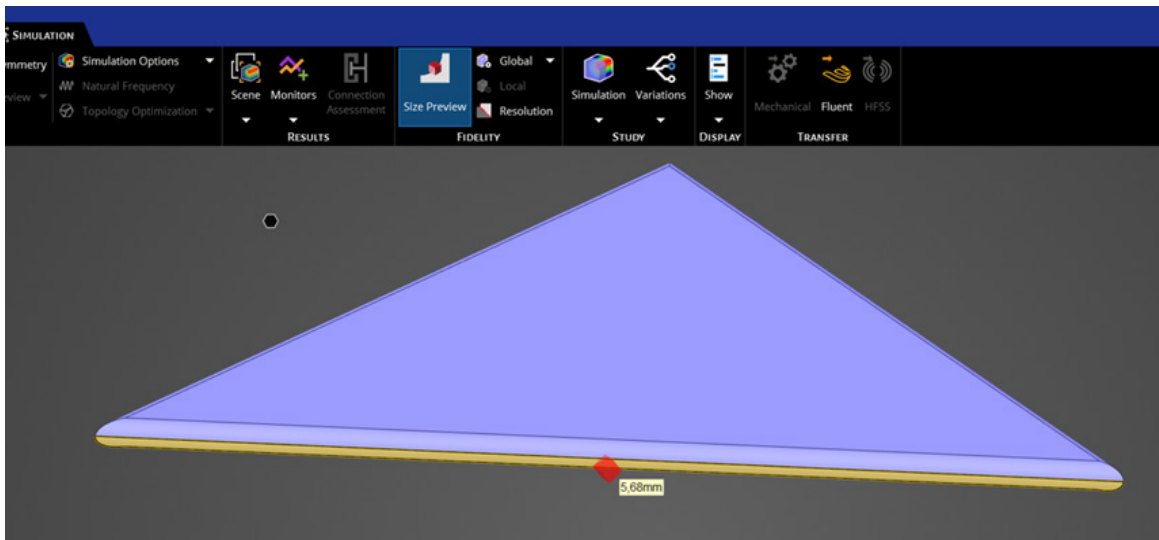 SIMULATION
mmetry
Simulation Options
Natural Frequency
Topology Optimization
Scene
Monitors
Connection
Assessment
RESULTS
Size Preview
Global
Local
Resolution
FIDELITY
Simulation
Variations
STUDY
Show
DISPLAY
Mechanical
Fluent
HFSS
TRANSFER
5,68mm